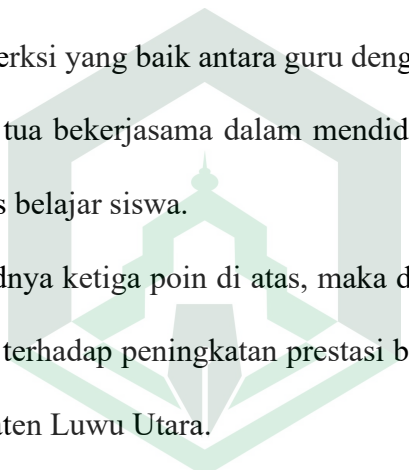 erksi yang baik antara guru deng
tua bekerjasama dalam mendid
s belajar siswa.
dnya ketiga poin di atas, maka d
terhadap peningkatan prestasi b
aten Luwu Utara.